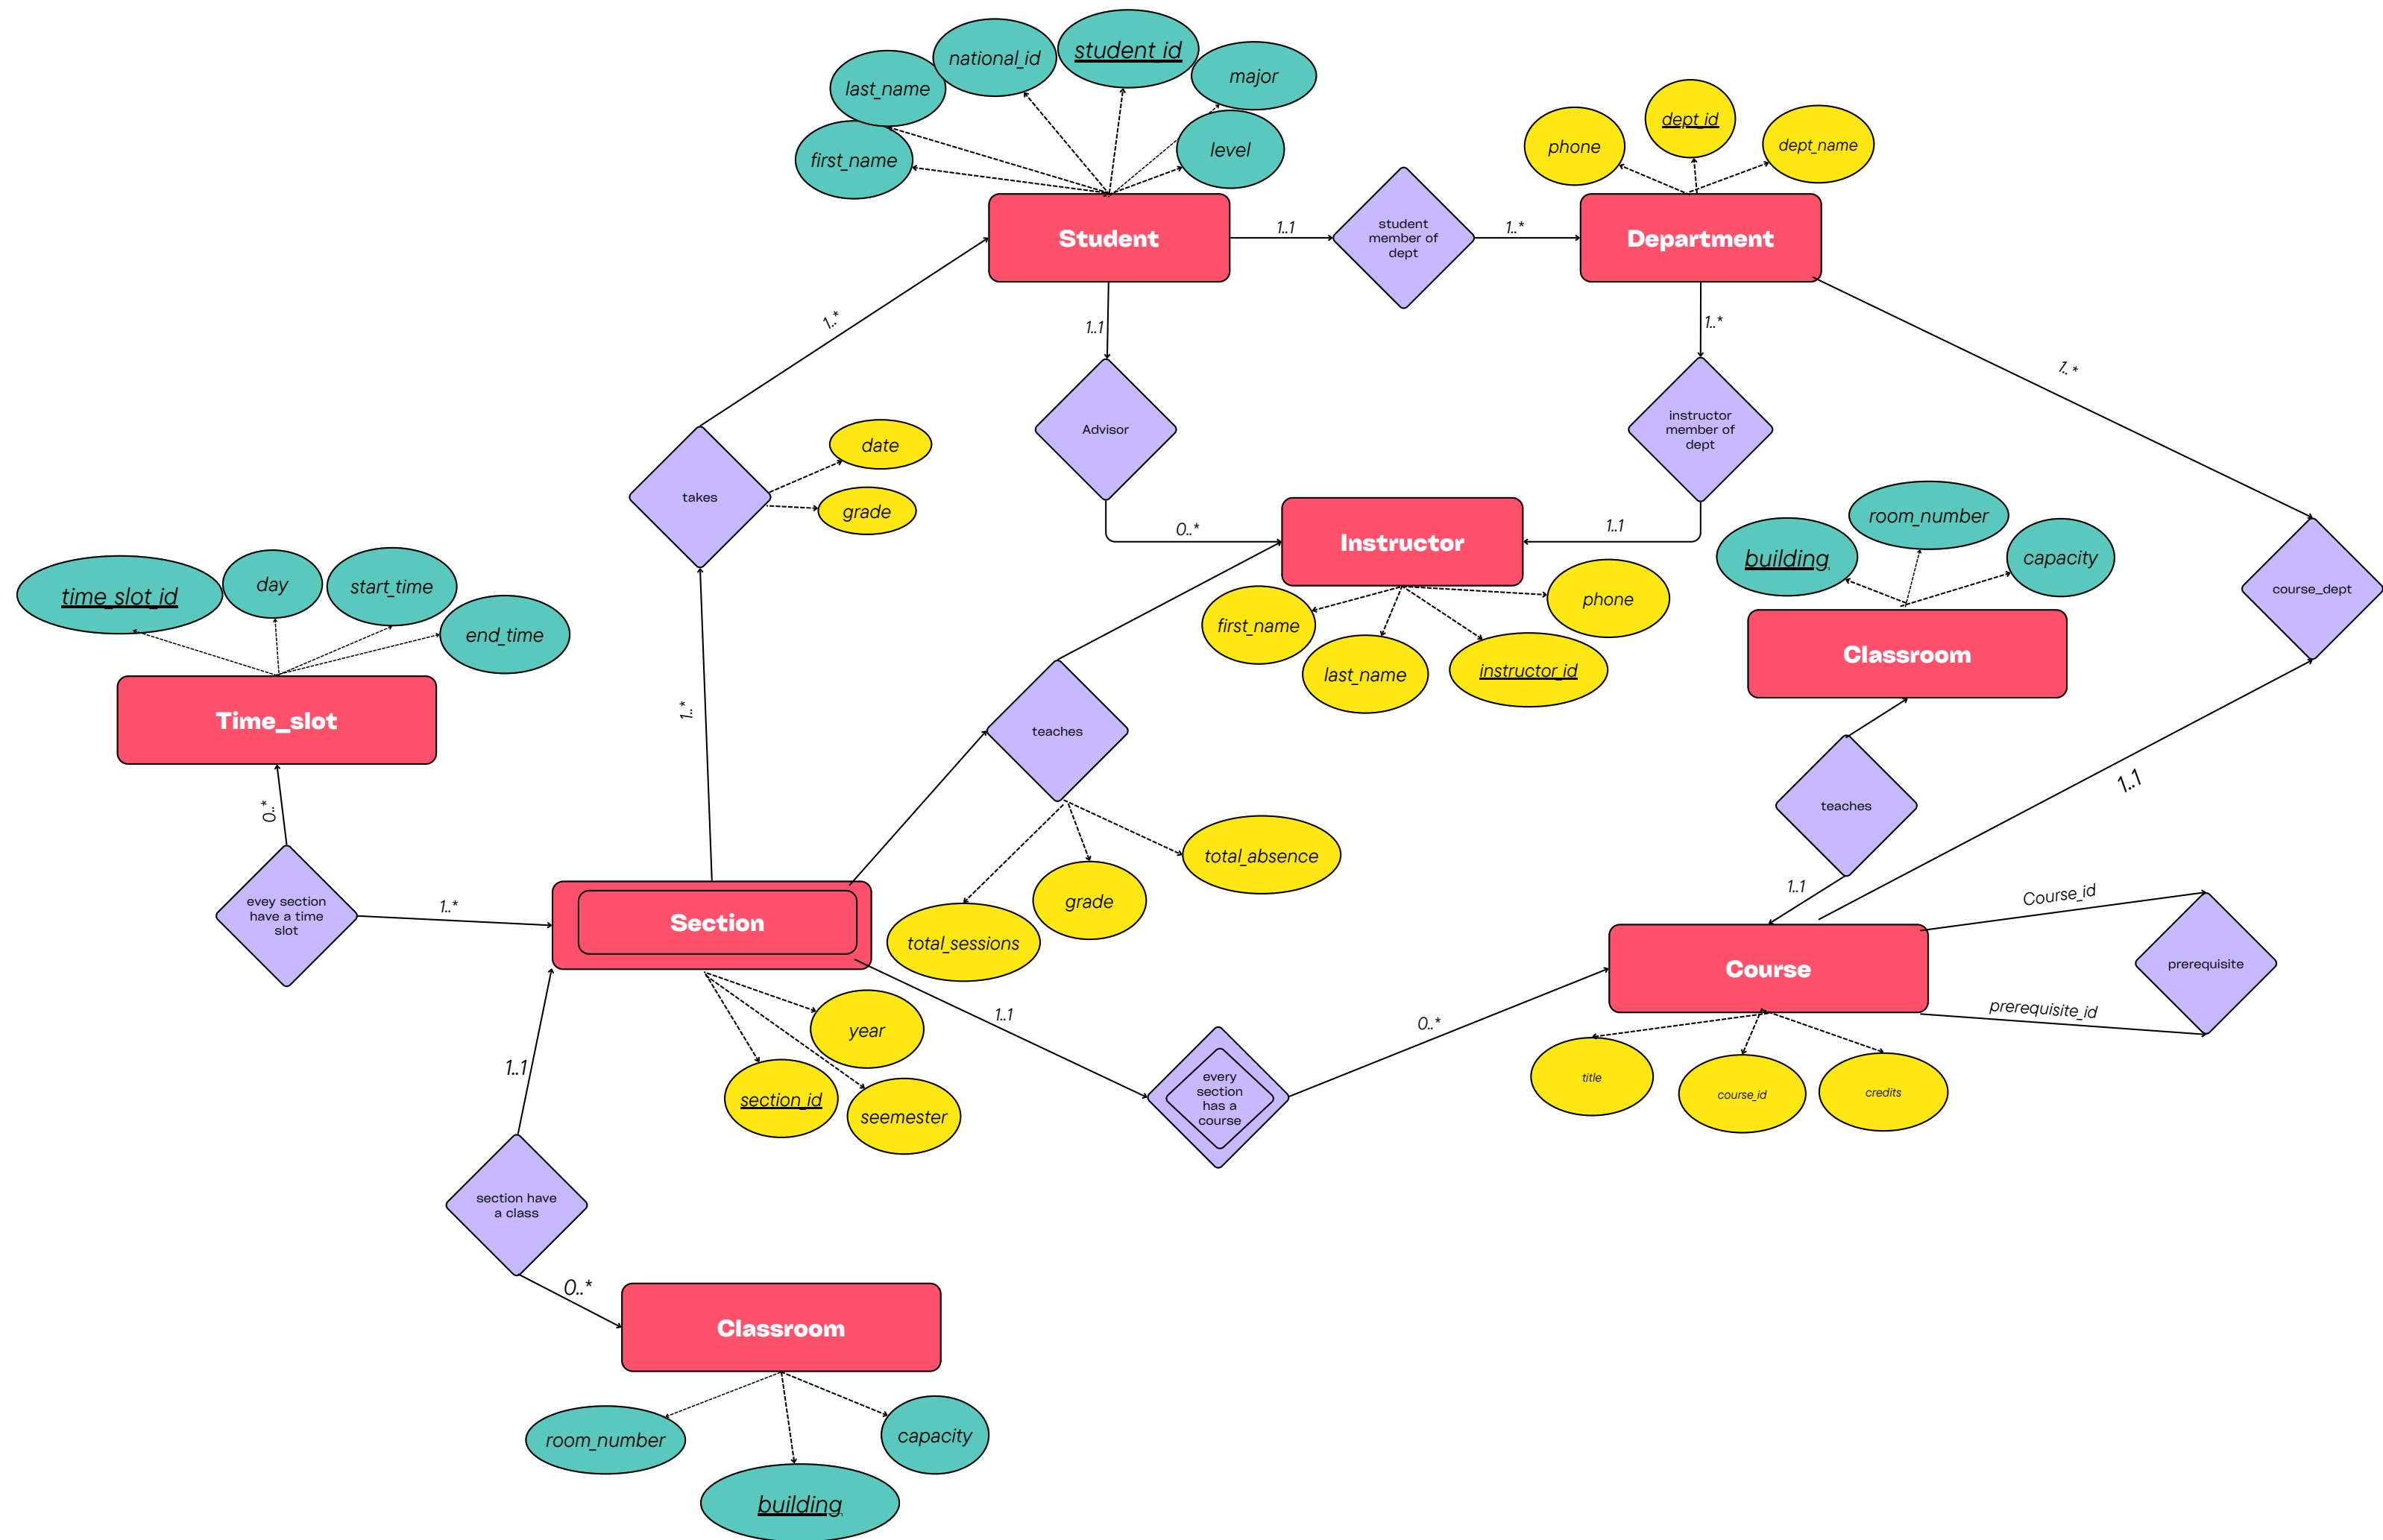 student_id
national_id
major
last_name
level
first_name
dept_id
phone
dept_name
Student
1..1
student
member of
dept
1..*
Department
1..*
1..1
1..*
1..*
Advisor
instructor
member of
dept
date
takes
grade
room_number
building
capacity
0..*
Instructor
1..1
time_slot_id
day
start_time
end_time
course_dept
first_name
phone
last_name
instructor_id
Classroom
Time_slot
1..*
teaches
0..*
1..1
teaches
total_absence
1..1
Course_id
evey section
have a time
slot
1..*
Section
grade
total_sessions
Course
prerequisite
prerequisite_id
1..1
0..*
year
section_id
seemester
1..1
every
section
has a
course
title
course_id
credits
section have
a class
0..*
Classroom
room_number
capacity
building